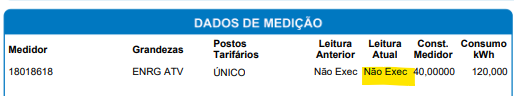 DADOS DE MEDIÇÃO
Medidor Grandezas Postos Tarifários Leitura Anterior Leitura Atual Const. Medidor Consumo kWh
18018618 ENRG ATV ÚNICO Não Exec Não Exec 40,00000 120,000